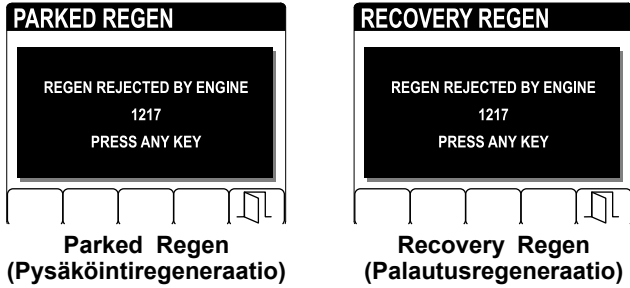 PARKED REGEN
REGEN REJECTED BY ENGINE
1217
PRESS ANY KEY
Parked Regen
(Pysäköintiregeneraatio)
RECOVERY REGEN
REGEN REJECTED BY ENGINE
1217
PRESS ANY KEY
Recovery Regen
(Palautusregeneraatio)